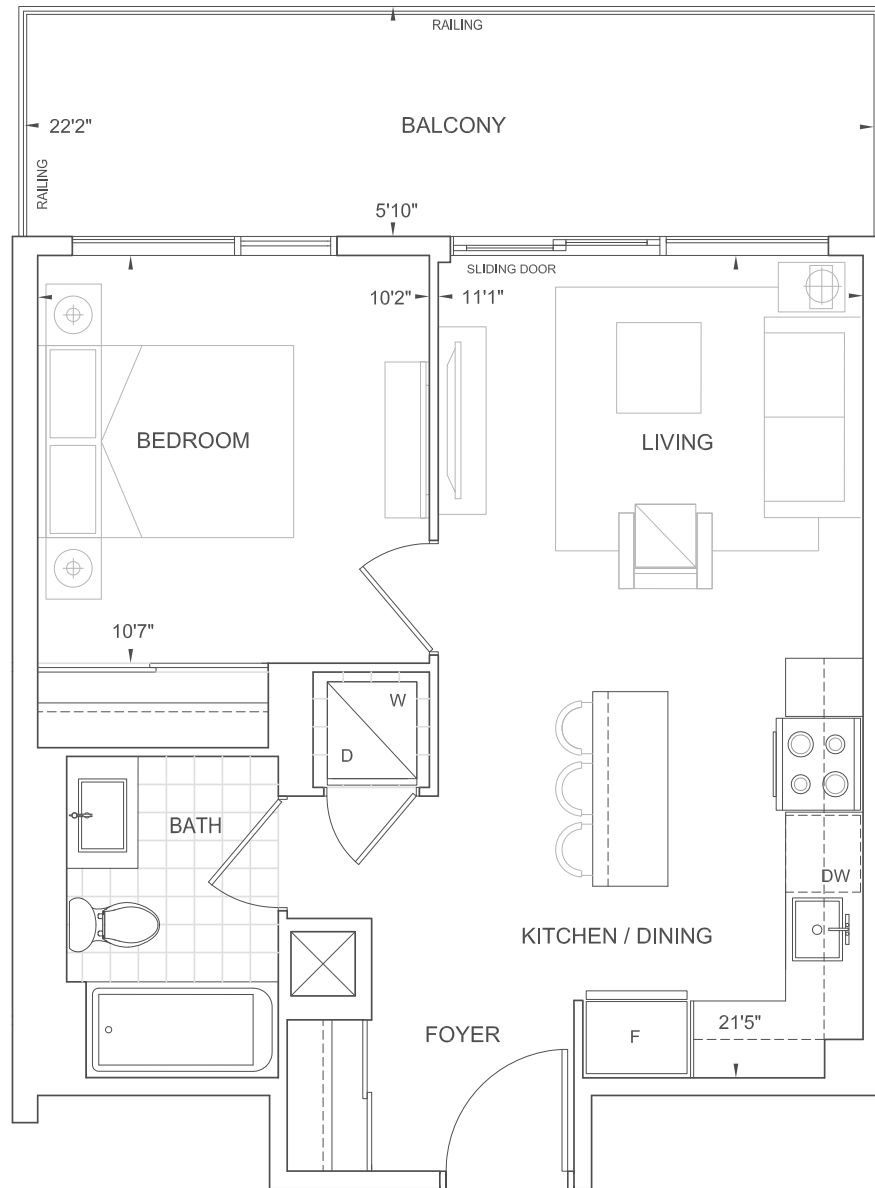 RAILING
22'2"
BALCONY
RAILING
5'10"
SLIDING DOOR
10'2"
11'1"
BEDROOM
LIVING
10'7"
W
D
BATH
DW
KITCHEN / DINING
21'5"
FOYER
F